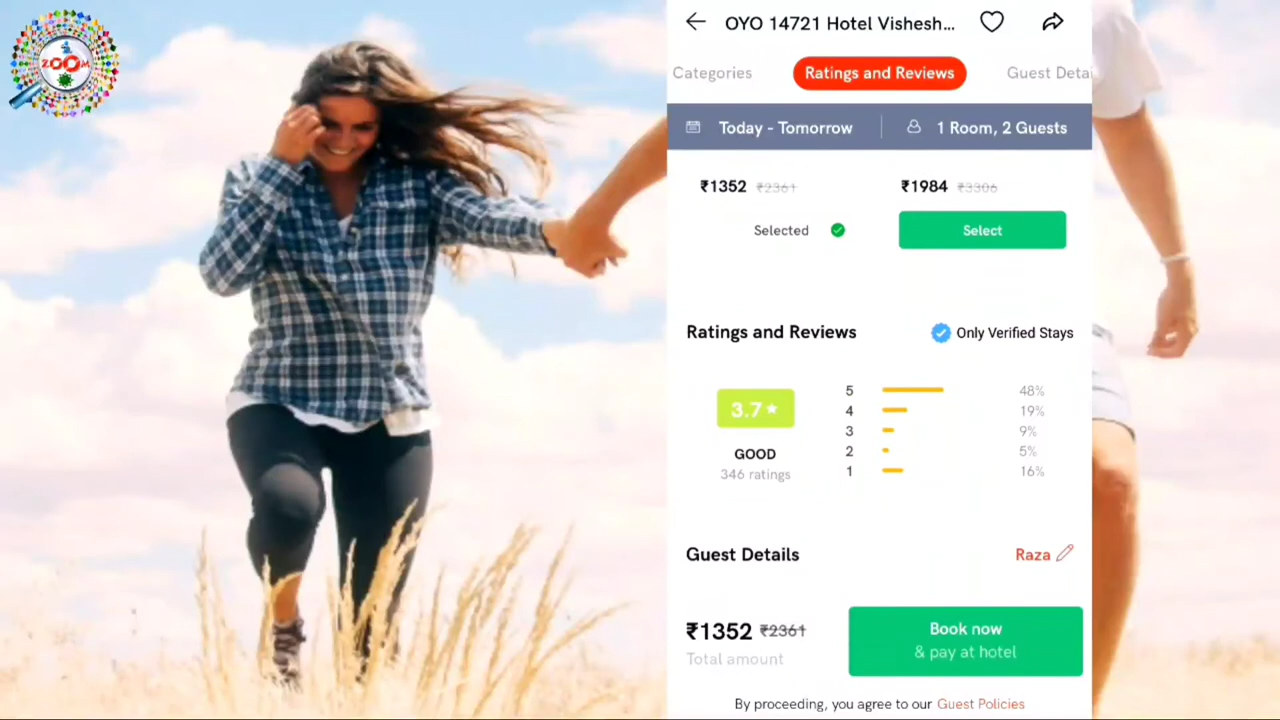 ZOOM
OYO 14721 Hotel Vishesh...
Categories Ratings and Reviews Guest Detai
Today - Tomorrow 1 Room, 2 Guests
₹1352 ₹2361 ₹1984 ₹3306
Selected Select
Ratings and Reviews Only Verified Stays
5 48%
3.7 4 19%
3 9%
GOOD 2 5%
346 ratings 1 16%
Guest Details Raza
₹1352 ₹2361 Book now
Total amount & pay at hotel
By proceeding, you agree to our Guest Policies